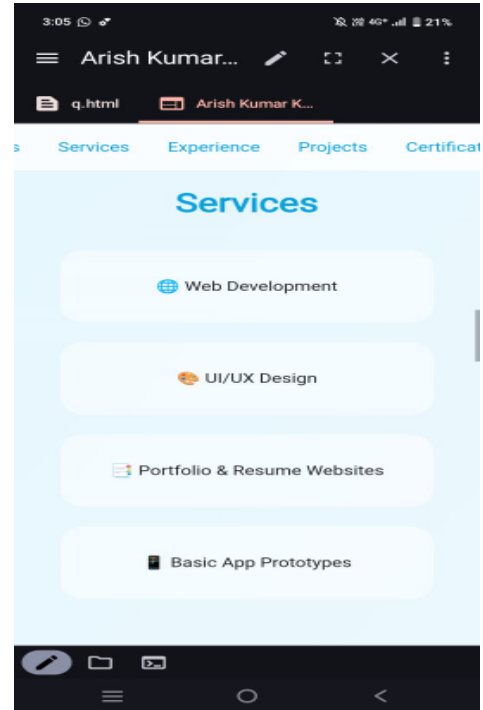 3:05 4G+ 21%
Arish Kumar...
q.html Arish Kumar K...
s Services Experience Projects Certificat
Services
🌐 Web Development
🎨 UI/UX Design
📑 Portfolio & Resume Websites
📱 Basic App Prototypes